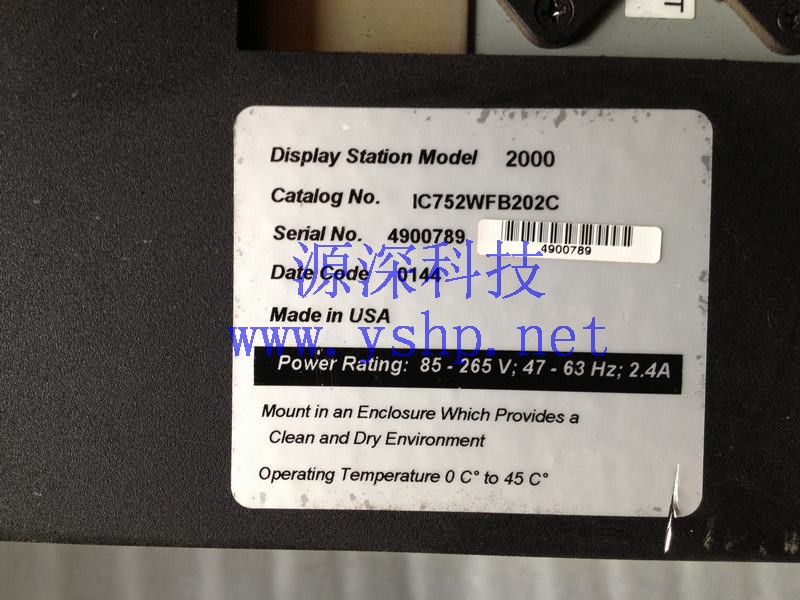 T
Display Station Model 2000
Catalog No. IC752WFB202C
Serial No. 4900789
4900789
源深科技
Date Code 0144
Made in USA
www.yshp.net
Power Rating: 85 - 265 V; 47 - 63 Hz; 2.4A
Mount in an Enclosure Which Provides a
Clean and Dry Environment
Operating Temperature 0 C° to 45 C°